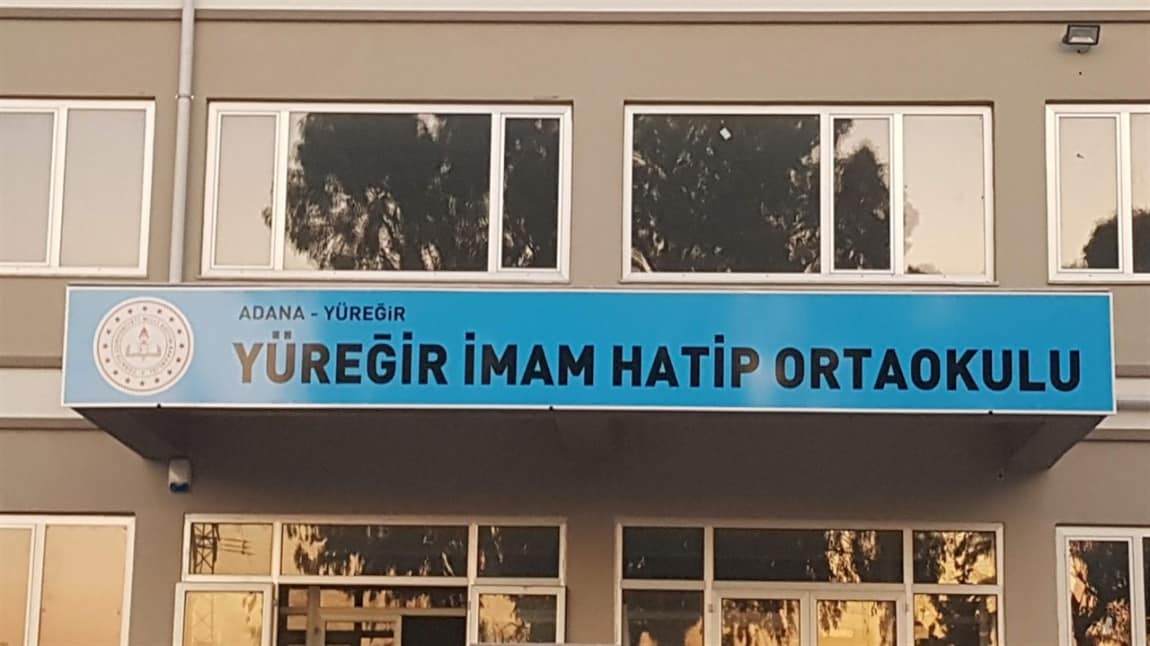 ADANA - YÜREĞİR
YÜREĞİR İMAM HATİP ORTAOKULU